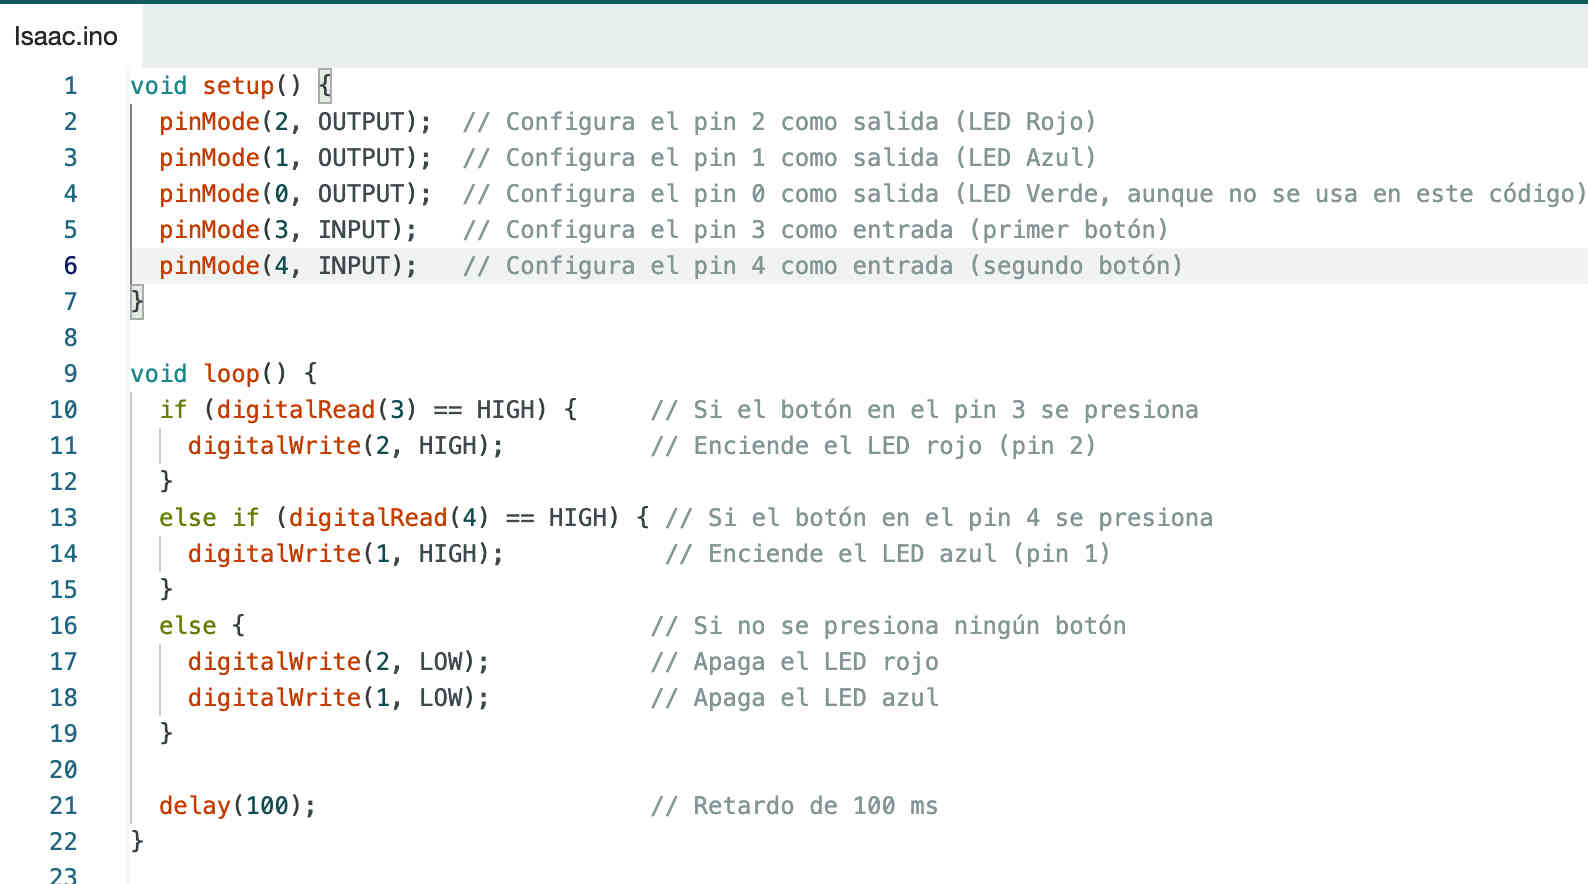 Isaac.ino
1 void setup() {
2 pinMode(2, OUTPUT); // Configura el pin 2 como salida (LED Rojo)
3 pinMode(1, OUTPUT); // Configura el pin 1 como salida (LED Azul)
4 pinMode(0, OUTPUT); // Configura el pin 0 como salida (LED Verde, aunque no se usa en este código)
5 pinMode(3, INPUT); // Configura el pin 3 como entrada (primer botón)
6 pinMode(4, INPUT); // Configura el pin 4 como entrada (segundo botón)
7 }
8
9 void loop() {
10 if (digitalRead(3) == HIGH) { // Si el botón en el pin 3 se presiona
11 digitalWrite(2, HIGH); // Enciende el LED rojo (pin 2)
12 }
13 else if (digitalRead(4) == HIGH) { // Si el botón en el pin 4 se presiona
14 digitalWrite(1, HIGH); // Enciende el LED azul (pin 1)
15 }
16 else { // Si no se presiona ningún botón
17 digitalWrite(2, LOW); // Apaga el LED rojo
18 digitalWrite(1, LOW); // Apaga el LED azul
19 }
20
21 delay(100); // Retardo de 100 ms
22 }
23